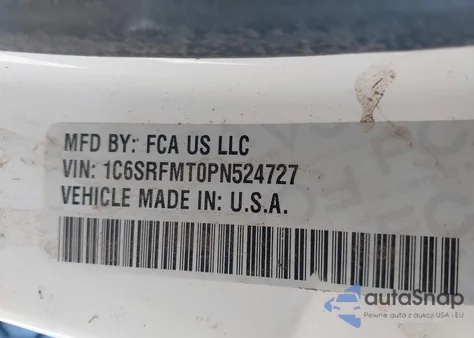 MFD BY: FCA US LLC
VIN: 1C6SRFMT0PN524727
VEHICLE MADE IN: U.S.A.
autoSnap
Pewne auta z aukcji USA i EU